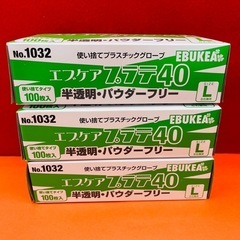 No.1032
使い捨てプラスチックグローブ
EBUKEA
使い捨てタイプ
100枚入
エブケアプラテ40
半透明・パウダーフリー
L
No.1032
使い捨てプラスチックグローブ
EBUKEA
使い捨てタイプ
100枚入
エブケアプラテ40
半透明・パウダーフリー
L
No.1032
使い捨てプラスチックグローブ
EBUKEA
使い捨てタイプ
100枚入
エブケアプラテ40
半透明・パウダーフリー
L